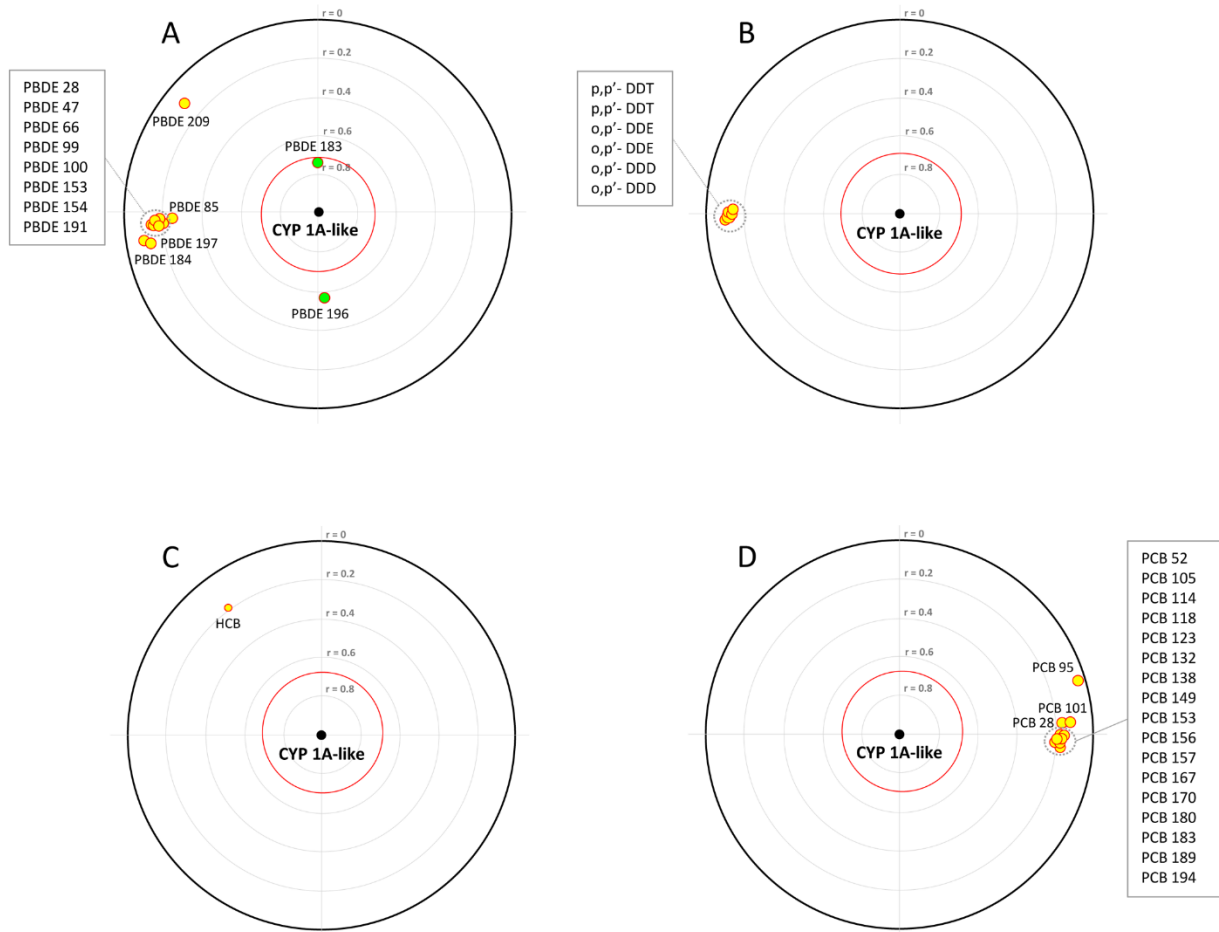 A
r = 0
r = 0.2
r = 0.4
r = 0.6
r = 0.8
PBDE 28
PBDE 47
PBDE 66
PBDE 99
PBDE 100
PBDE 153
PBDE 154
PBDE 191
PBDE 209
PBDE 183
PBDE 85
CYP 1A-like
PBDE 197
PBDE 184
PBDE 196
B
r = 0
r = 0.2
r = 0.4
r = 0.6
r = 0.8
p,p’- DDT
p,p’- DDT
o,p’- DDE
o,p’- DDE
o,p’- DDD
o,p’- DDD
CYP 1A-like
C
r = 0
r = 0.2
r = 0.4
r = 0.6
r = 0.8
HCB
CYP 1A-like
D
r = 0
r = 0.2
r = 0.4
r = 0.6
r = 0.8
PCB 95
PCB 101
PCB 28
CYP 1A-like
PCB 52
PCB 105
PCB 114
PCB 118
PCB 123
PCB 132
PCB 138
PCB 149
PCB 153
PCB 156
PCB 157
PCB 167
PCB 170
PCB 180
PCB 183
PCB 189
PCB 194